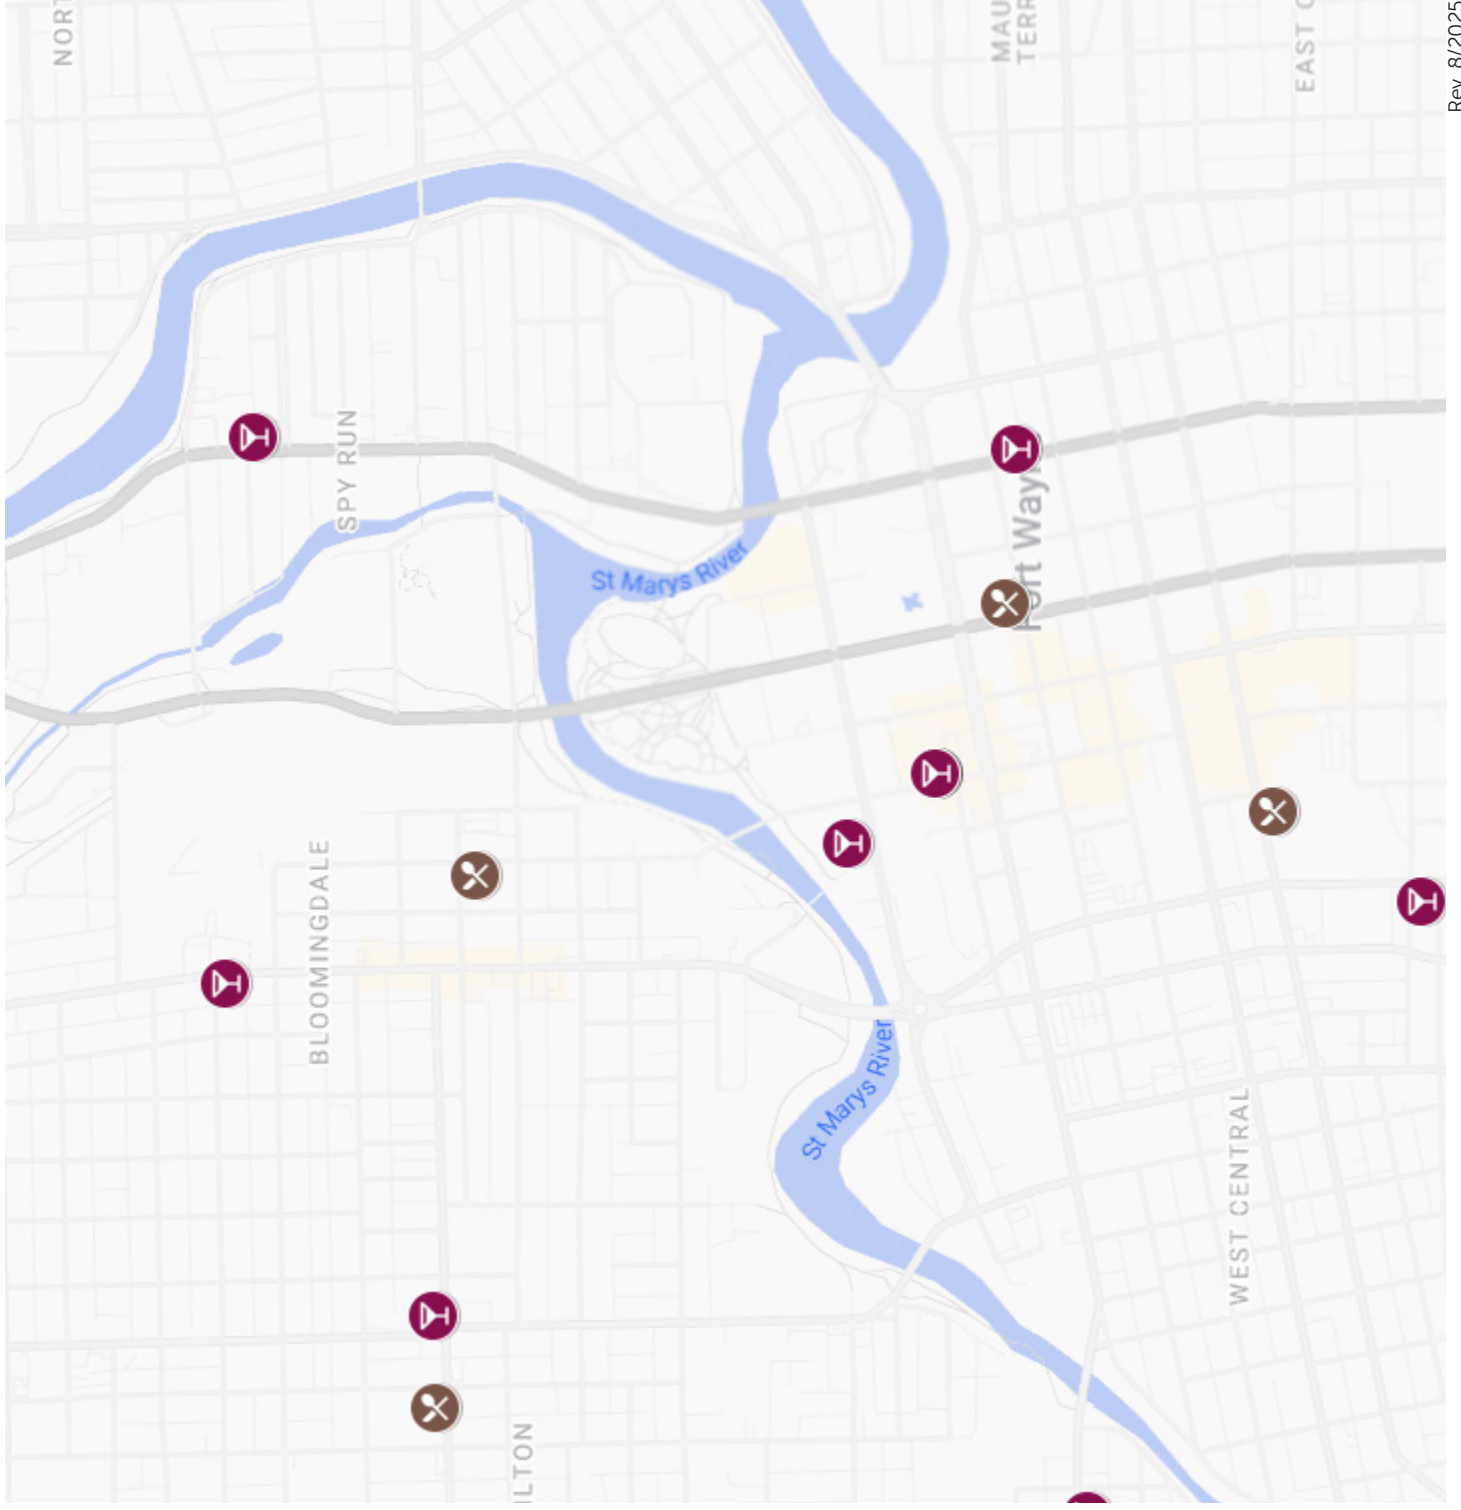 NORT
SPY RUN
BLOOMINGDALE
ILTON
St Marys River
St Marys River
MAU
TERR
Fort Way
WEST CENTRAL
EAST C
Rev. 8/2025